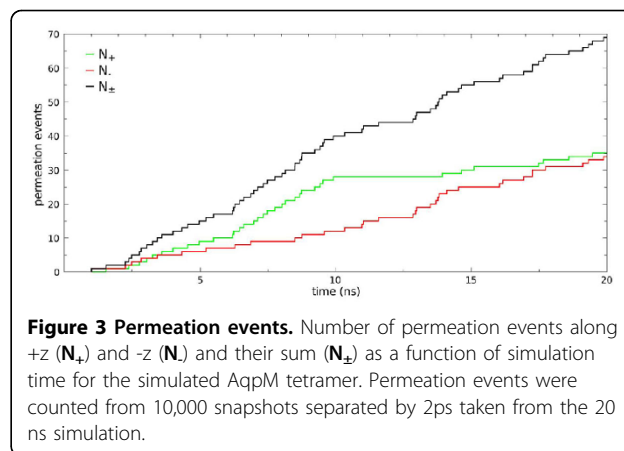 70
60
50
40
30
20
10
0
permeation events
N+
N-
N±
5
10
15
20
time (ns)
Figure 3 Permeation events. Number of permeation events along
+z (N+) and -z (N-) and their sum (N±) as a function of simulation
time for the simulated AqpM tetramer. Permeation events were
counted from 10,000 snapshots separated by 2ps taken from the 20
ns simulation.